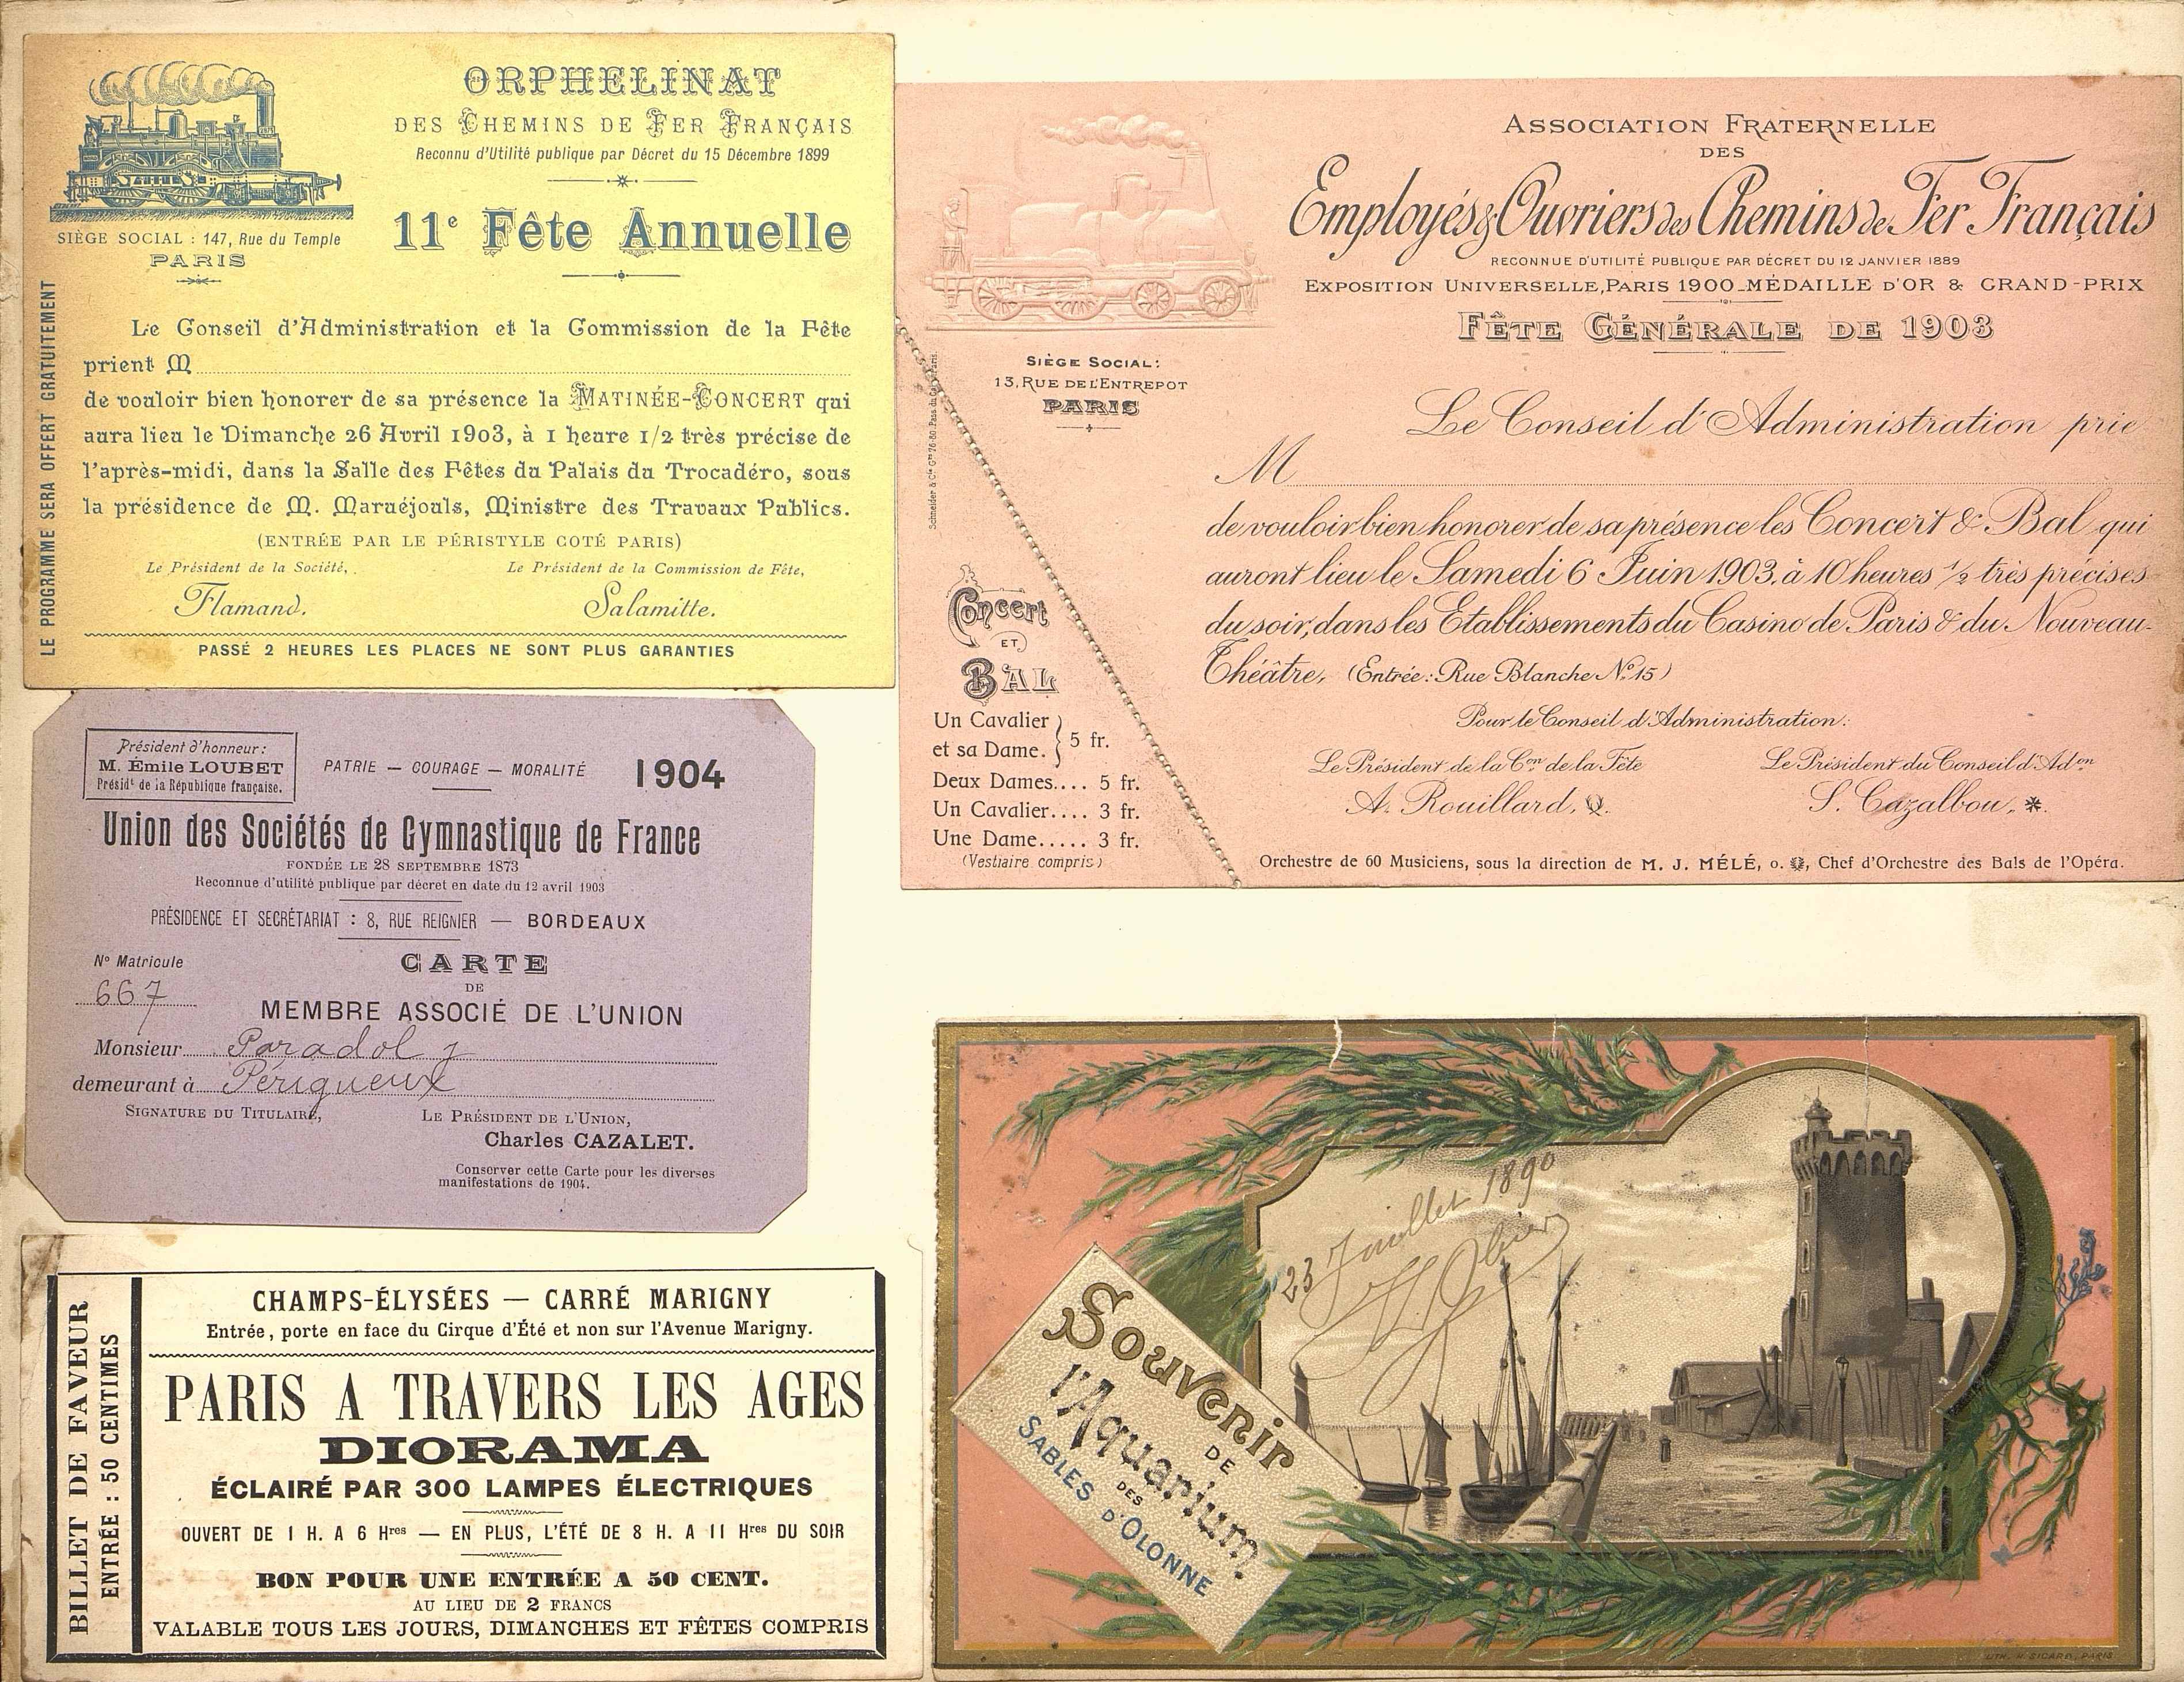 ORPHELINAT
DES CHEMINS DE FER FRANÇAIS
Reconnu d'Utilité publique par Décret du 15 Décembre 1899
11e Fête Annuelle
SIÈGE SOCIAL : 147, Rue du Temple
PARIS
LE PROGRAMME SERA OFFERT GRATUITEMENT
Le Conseil d'Administration et la Commission de la Fête
prient M
de vouloir bien honorer de sa présence la MATINÉE-CONCERT qui
aura lieu le Dimanche 26 Avril 1903, à 1 heure 1/2 très précise de
l'après-midi, dans la Salle des Fêtes du Palais du Trocadéro, sous
la présidence de M. Maruéjouls, Ministre des Travaux Publics.
(ENTRÉE PAR LE PÉRISTYLE COTÉ PARIS)
Le Président de la Société, Le Président de la Commission de Fête,
Flamand. Salamitte.
PASSÉ 2 HEURES LES PLACES NE SONT PLUS GARANTIES
ASSOCIATION FRATERNELLE
DES
Employés & Ouvriers des Chemins de Fer Français
RECONNUE D'UTILITÉ PUBLIQUE PAR DÉCRET DU 12 JANVIER 1889
EXPOSITION UNIVERSELLE, PARIS 1900_MÉDAILLE D'OR & GRAND-PRIX
FÊTE GÉNÉRALE DE 1903
SIÈGE SOCIAL:
13, RUE DE L'ENTREPOT
PARIS
Le Conseil d'Administration prie
M
de vouloir bien honorer de sa présence les Concert & Bal qui
auront lieu le Samedi 6 Juin 1903, à 10 heures 1/2 très précises
du soir, dans les Etablissements du Casino de Paris & du Nouveau-
Théâtre, (Entrée: Rue Blanche No 15)
Pour le Conseil d'Administration:
Le Président de la Con de la Fête Le Président du Conseil d'Adon
A. Rouillard, S. Cazalbou,
Orchestre de 60 Musiciens, sous la direction de M. J. MÉLÉ, O. , Chef d'Orchestre des Bals de l'Opéra.
Schneider & Cie
Concert
ET
BAL
Un Cavalier
et sa Dame. } 5 fr.
Deux Dames.... 5 fr.
Un Cavalier.... 3 fr.
Une Dame..... 3 fr.
(Vestiaire compris)
Président d'honneur:
M. Émile LOUBET
Présidt de la République française.
PATRIE — COURAGE — MORALITÉ 1904
Union des Sociétés de Gymnastique de France
FONDÉE LE 28 SEPTEMBRE 1873
Reconnue d'utilité publique par décret en date du 12 avril 1903
PRÉSIDENCE ET SECRÉTARIAT : 8, RUE REIGNIER — BORDEAUX
No Matricule
667
CARTE
DE
MEMBRE ASSOCIÉ DE L'UNION
Monsieur Paradol J
demeurant à Périgueux
SIGNATURE DU TITULAIRE, LE PRÉSIDENT DE L'UNION,
Charles CAZALET.
Conserver cette Carte pour les diverses
manifestations de 1904.
BILLET DE FAVEUR
ENTRÉE : 50 CENTIMES
CHAMPS-ÉLYSÉES — CARRÉ MARIGNY
Entrée, porte en face du Cirque d'Été et non sur l'Avenue Marigny.
PARIS A TRAVERS LES AGES
DIORAMA
ÉCLAIRÉ PAR 300 LAMPES ÉLECTRIQUES
OUVERT DE 1 H. A 6 Hres — EN PLUS, L'ÉTÉ DE 8 H. A 11 Hres DU SOIR
BON POUR UNE ENTRÉE A 50 CENT.
AU LIEU DE 2 FRANCS
VALABLE TOUS LES JOURS, DIMANCHES ET FÊTES COMPRIS
23 Juillet 1890
Souvenir
DE
l'Aquarium
DES
SABLES D'OLONNE
LITH. H. SICARD, PARIS